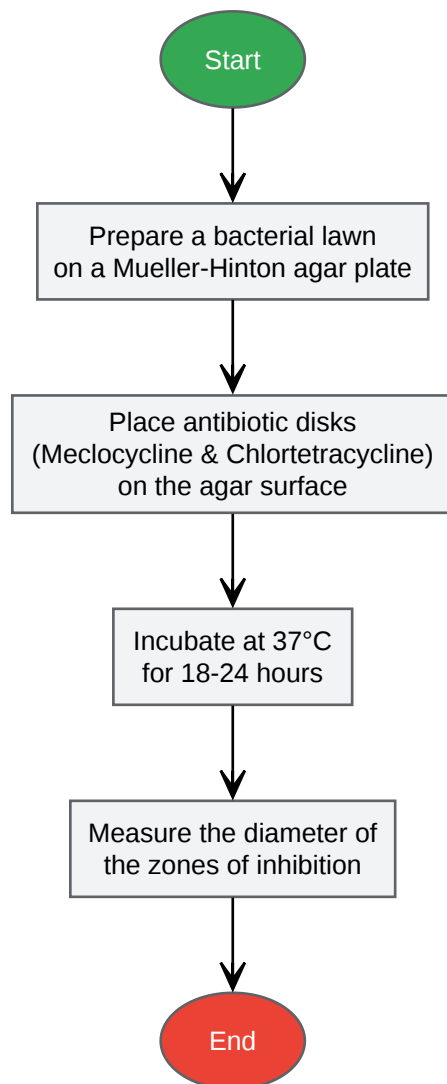 Start
Prepare a bacterial lawn
on a Mueller-Hinton agar plate
Place antibiotic disks
(Meclocycline & Chlortetracycline)
on the agar surface
Incubate at 37°C
for 18-24 hours
Measure the diameter of
the zones of inhibition
End